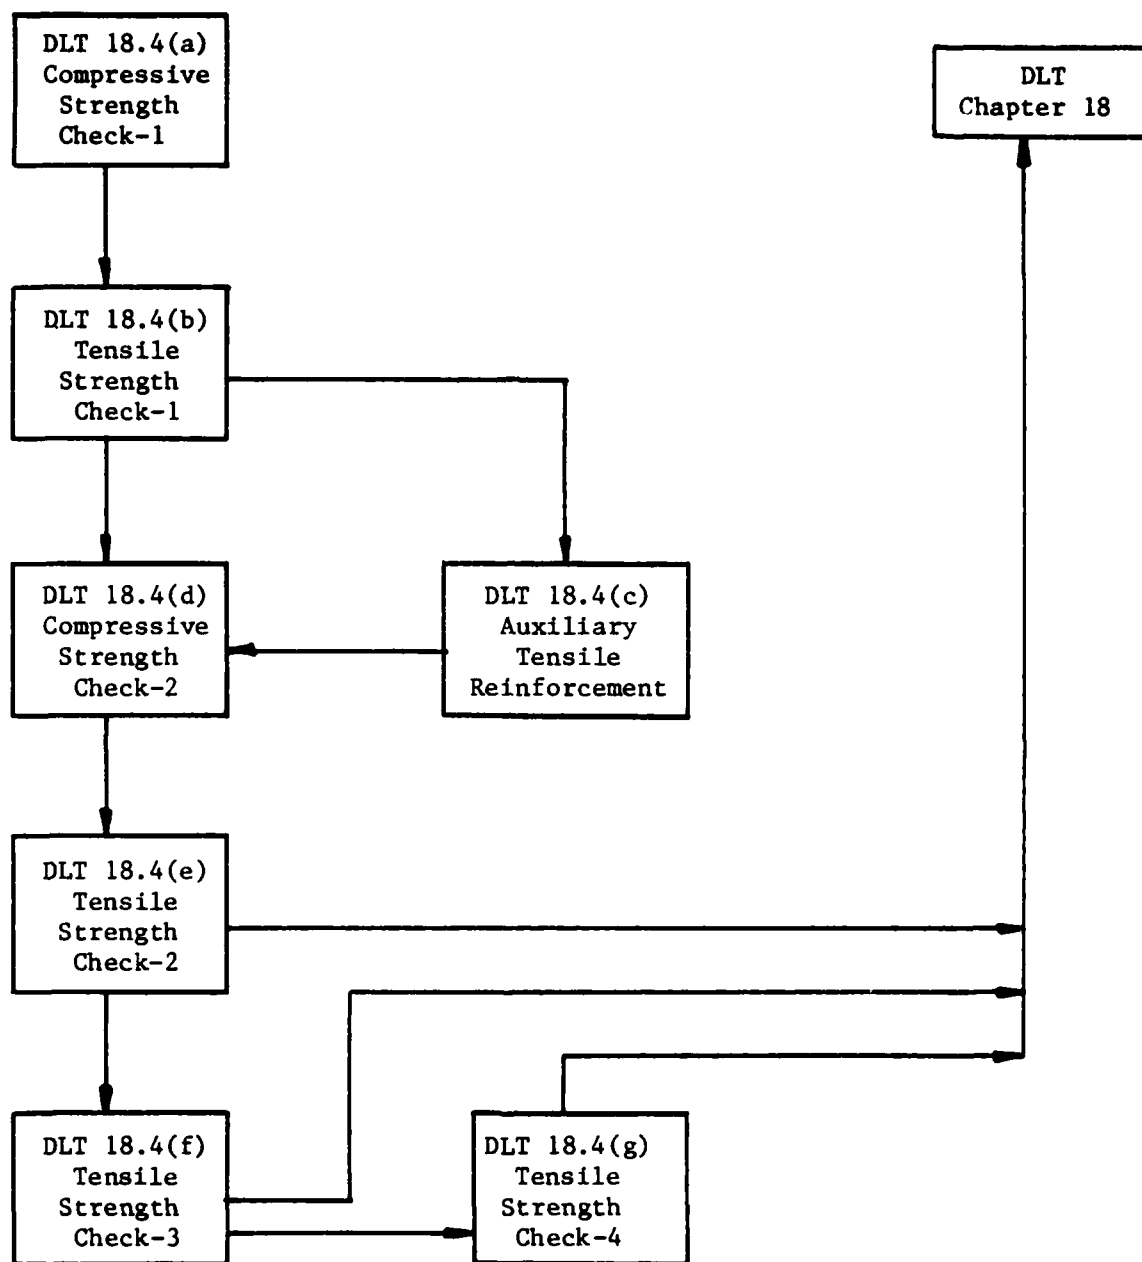 DLT 18.4(a)
Compressive
Strength
Check-1
DLT
Chapter 18
DLT 18.4(b)
Tensile
Strength
Check-1
DLT 18.4(d)
Compressive
Strength
Check-2
DLT 18.4(c)
Auxiliary
Tensile
Reinforcement
DLT 18.4(e)
Tensile
Strength
Check-2
DLT 18.4(f)
Tensile
Strength
Check-3
DLT 18.4(g)
Tensile
Strength
Check-4